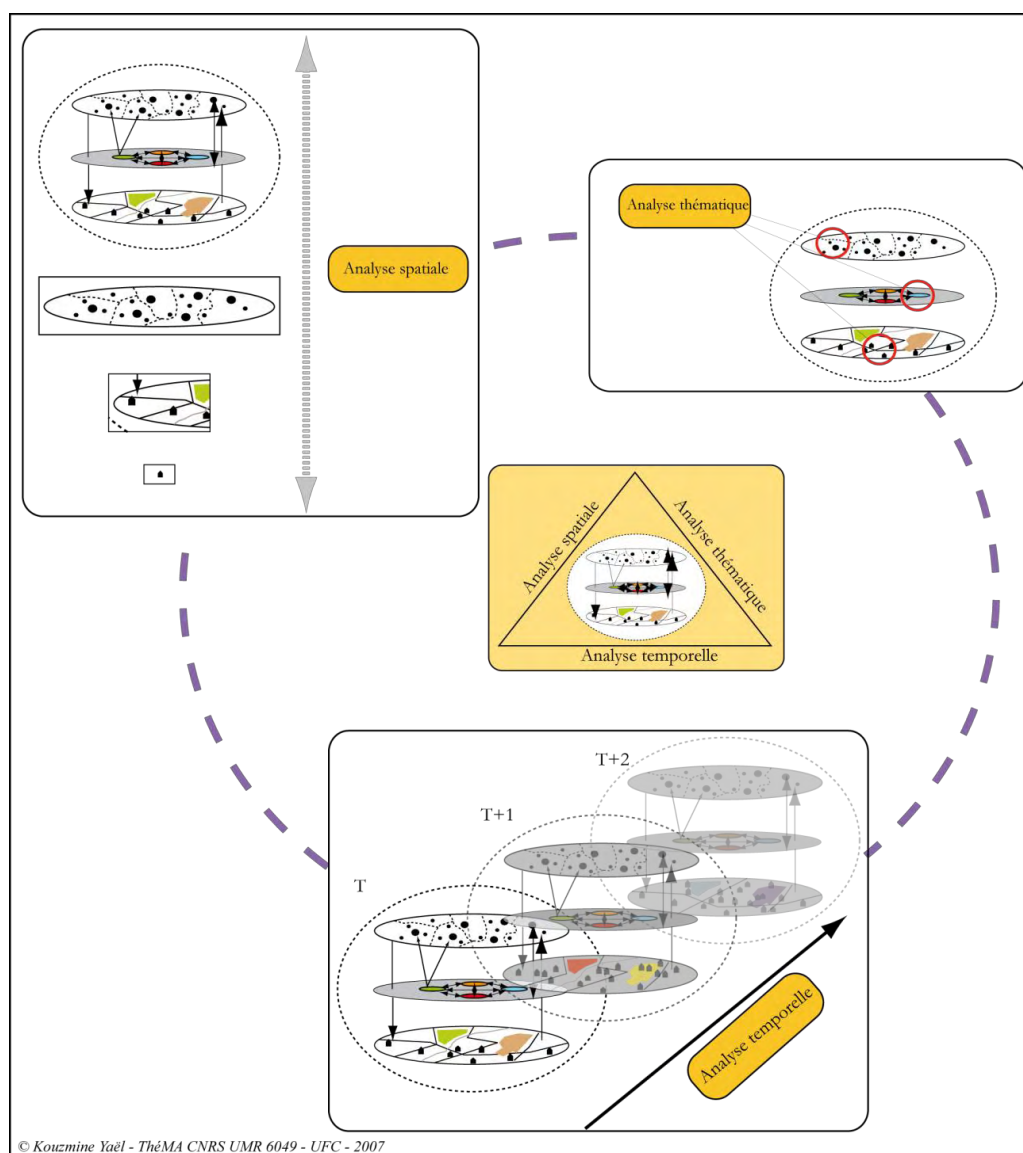 Analyse spatiale
Analyse thématique
Analyse spatiale
Analyse thématique
Analyse temporelle
T+2
T+1
T
Analyse temporelle
© Kouzmine Yaël - ThéMA CNRS UMR 6049 - UFC - 2007